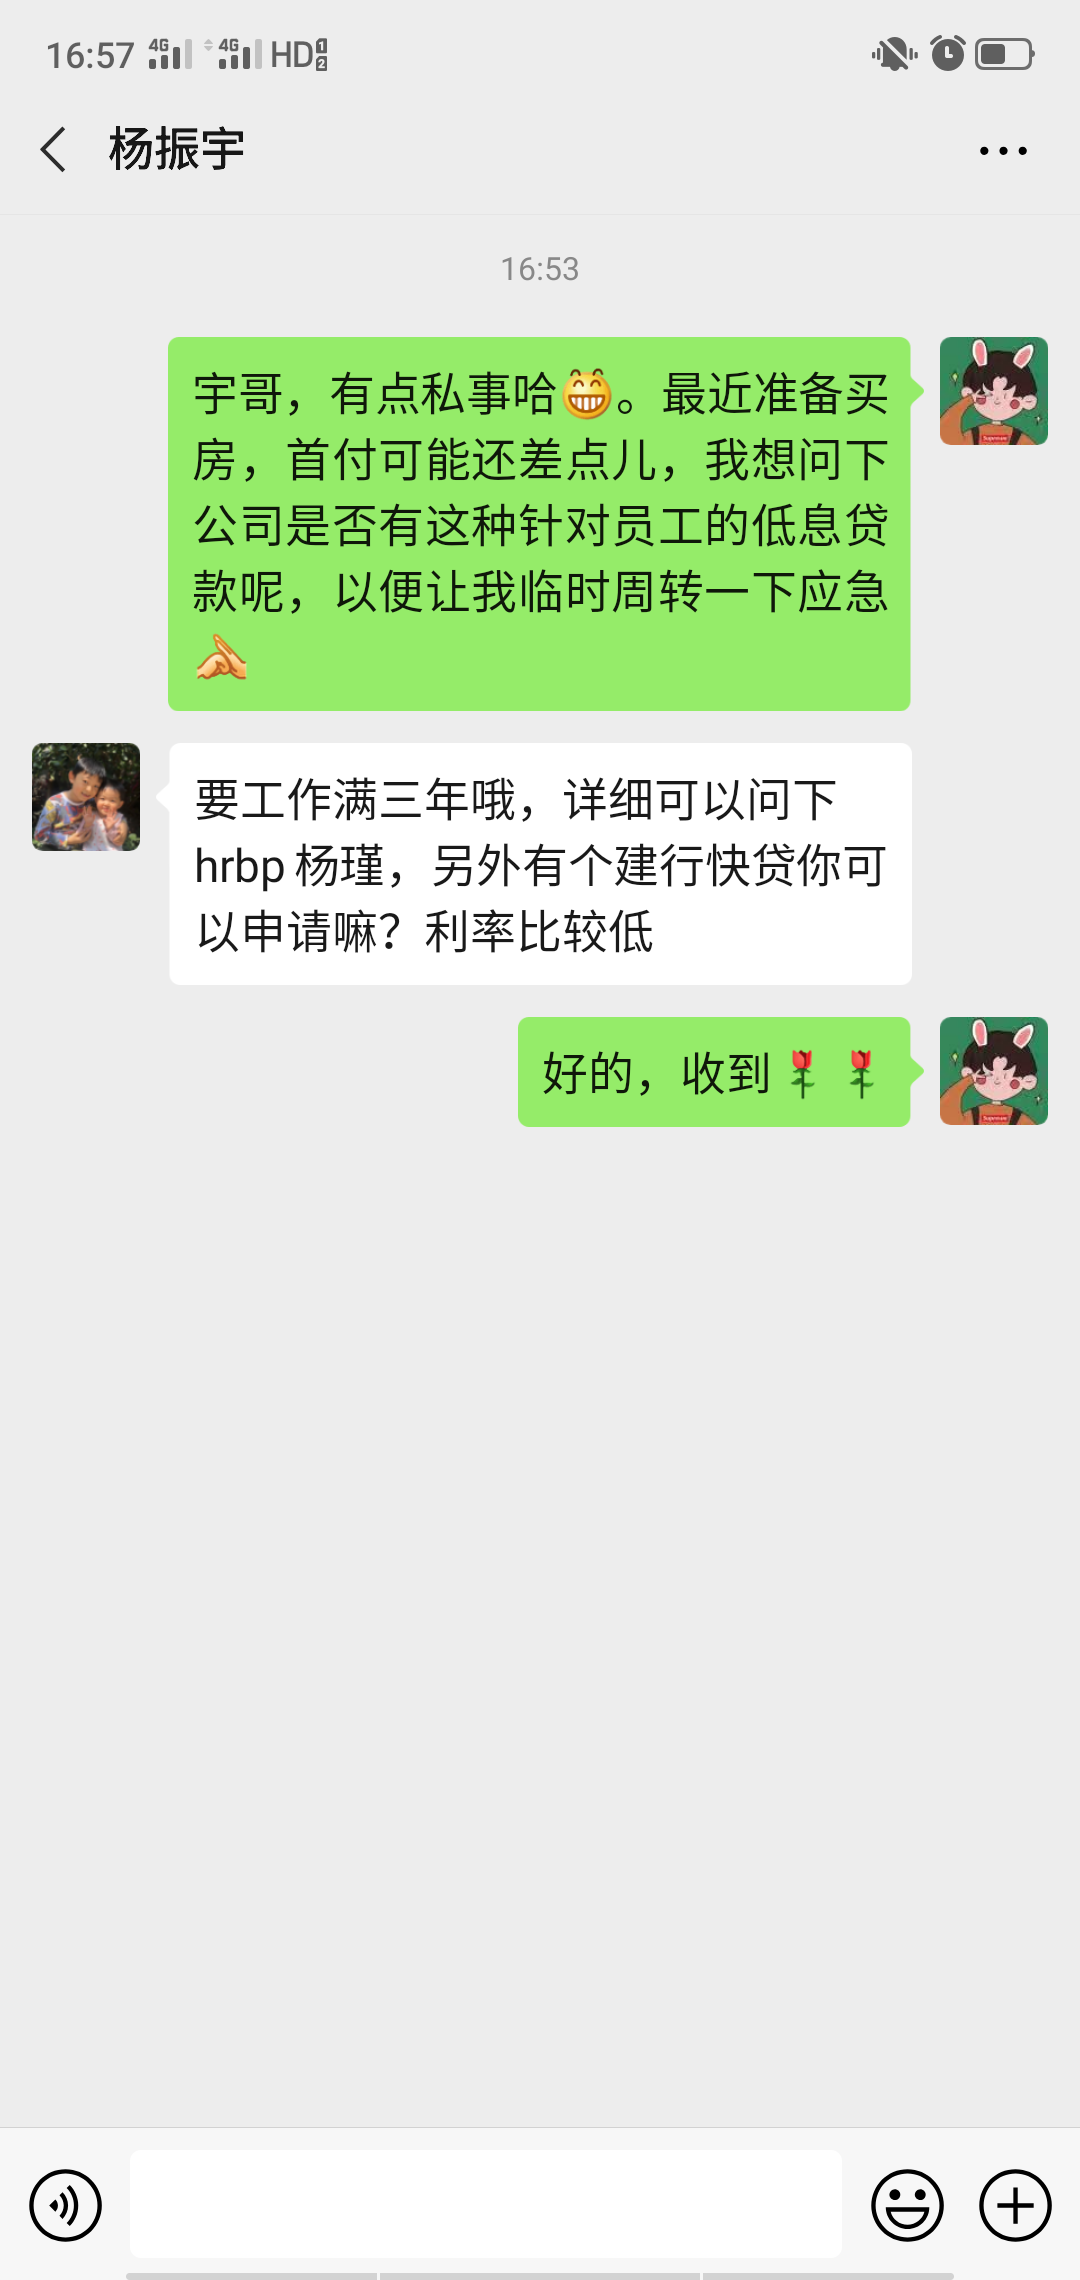 16:57 4G 4G HD 1 2
杨振宇
16:53
宇哥，有点私事哈😁。最近准备买
房，首付可能还差点儿，我想问下
公司是否有这种针对员工的低息贷
款呢，以便让我临时周转一下应急
要工作满三年哦，详细可以问下
hrbp 杨瑾，另外有个建行快贷你可
以申请嘛？利率比较低
好的，收到🌹 🌹